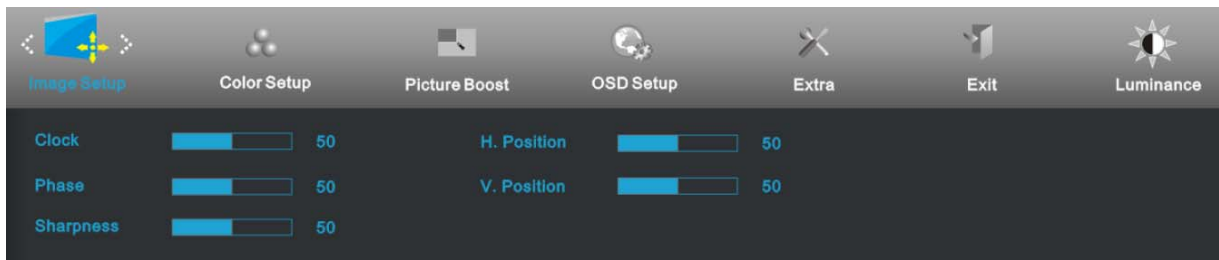 Image Setup Color Setup Picture Boost OSD Setup Extra Exit Luminance
Clock 50 H. Position 50
Phase 50 V. Position 50
Sharpness 50